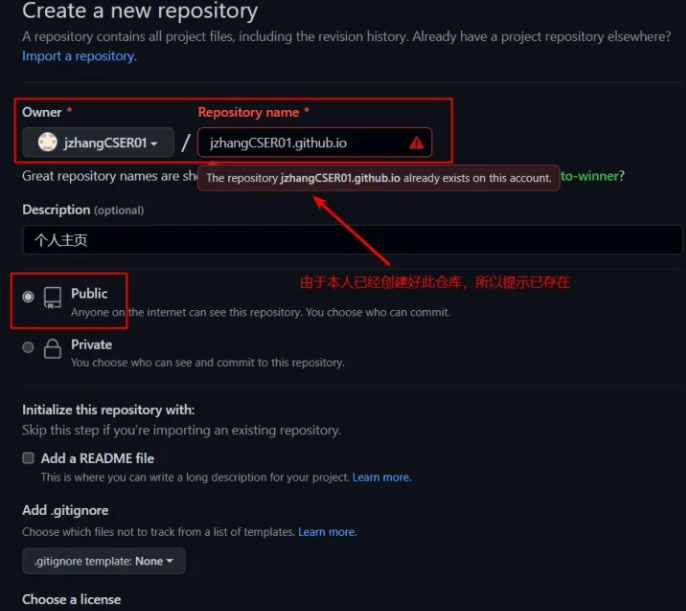 Create a new repository
A repository contains all project files, including the revision history. Already have a project repository elsewhere?
Import a repository.
Owner * Repository name *
jzhangCSER01 / jzhangCSER01.github.io
The repository jzhangCSER01.github.io already exists on this account.
Great repository names are sh to-winner?
Description (optional)
个人主页
由于本人已经创建好此仓库，所以提示已存在
Public
Anyone on the internet can see this repository. You choose who can commit.
Private
You choose who can see and commit to this repository.
Initialize this repository with:
Skip this step if you're importing an existing repository.
Add a README file
This is where you can write a long description for your project. Learn more.
Add .gitignore
Choose which files not to track from a list of templates. Learn more.
.gitignore template: None
Choose a license